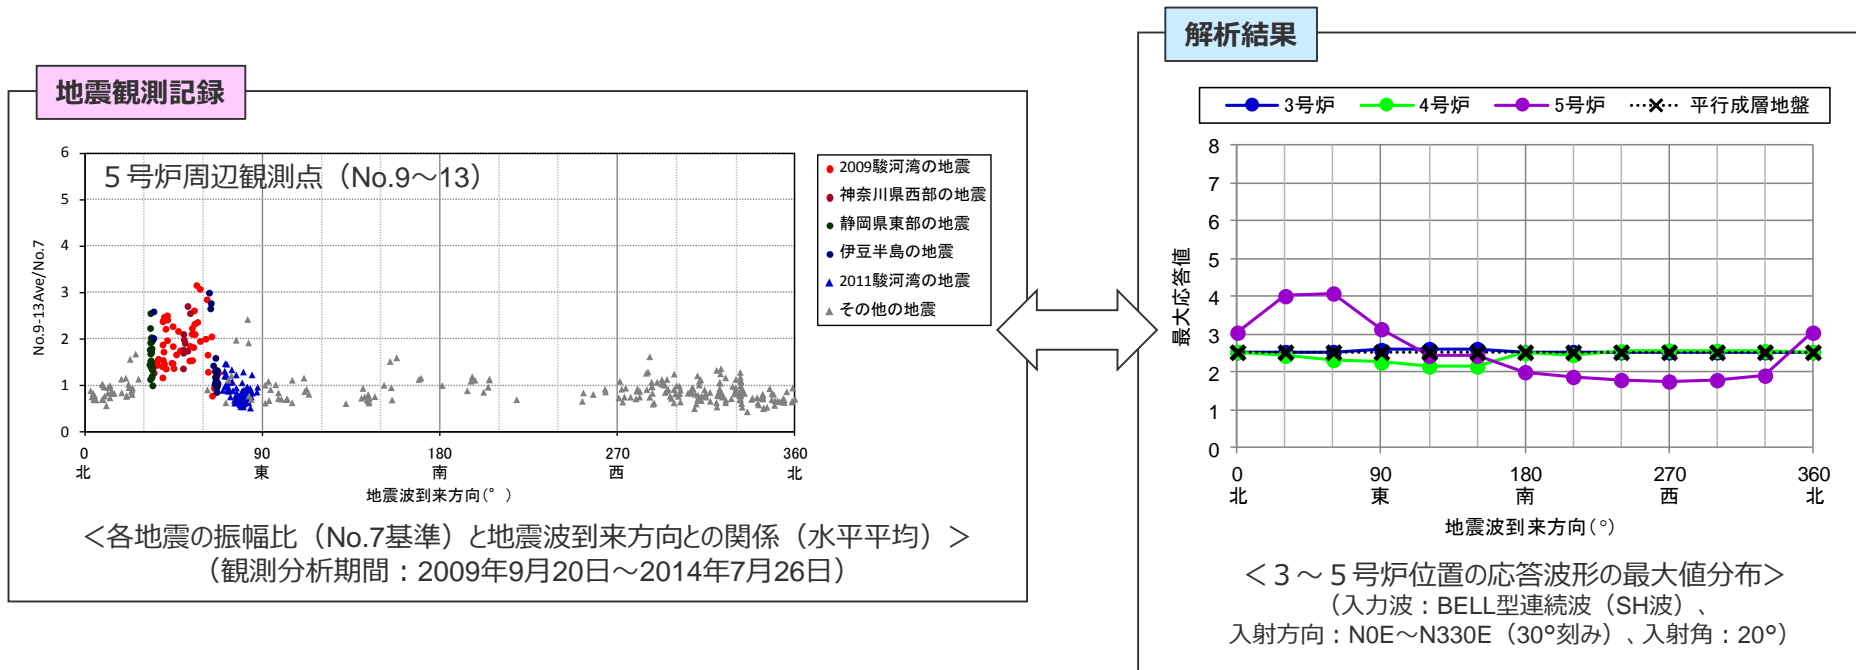 地震観測記録
5号炉周辺観測点（No.9～13）
6
5
4
3
2
1
0
No.9-13Ave/No.7
0
90
180
270
360
北
東
南
西
北
地震波到来方向(°)
2009駿河湾の地震
神奈川県西部の地震
静岡県東部の地震
伊豆半島の地震
2011駿河湾の地震
その他の地震
＜各地震の振幅比（No.7基準）と地震波到来方向との関係（水平平均）＞
（観測分析期間：2009年9月20日～2014年7月26日）
解析結果
3号炉 4号炉 5号炉 平行成層地盤
8
7
6
5
4
3
2
1
0
最大応答値
0
90
180
270
360
北
東
南
西
北
地震波到来方向(°)
＜３～５号炉位置の応答波形の最大値分布＞
（入力波：BELL型連続波（SH波）、
入射方向：N0E～N330E（30°刻み）、入射角：20°）